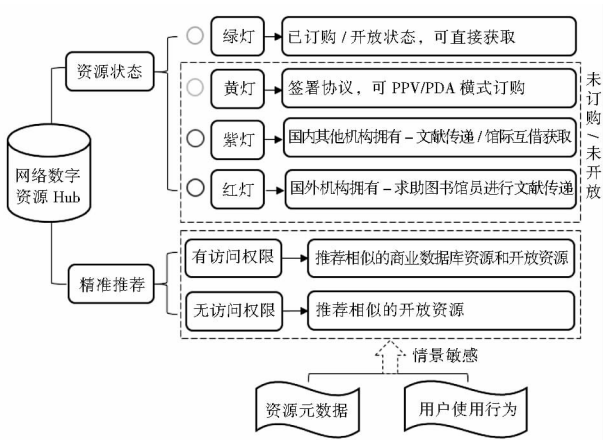 绿灯
已订购/开放状态，可直接获取
资源状态
黄灯
签署协议，可 PPV/PDA 模式订购
紫灯
国内其他机构拥有-文献传递/馆际互借获取
红灯
国外机构拥有-求助图书馆员进行文献传递
未订购/未开放
网络数字
资源 Hub
有访问权限
推荐相似的商业数据库资源和开放资源
精准推荐
无访问权限
推荐相似的开放资源
情景敏感
资源元数据
用户使用行为